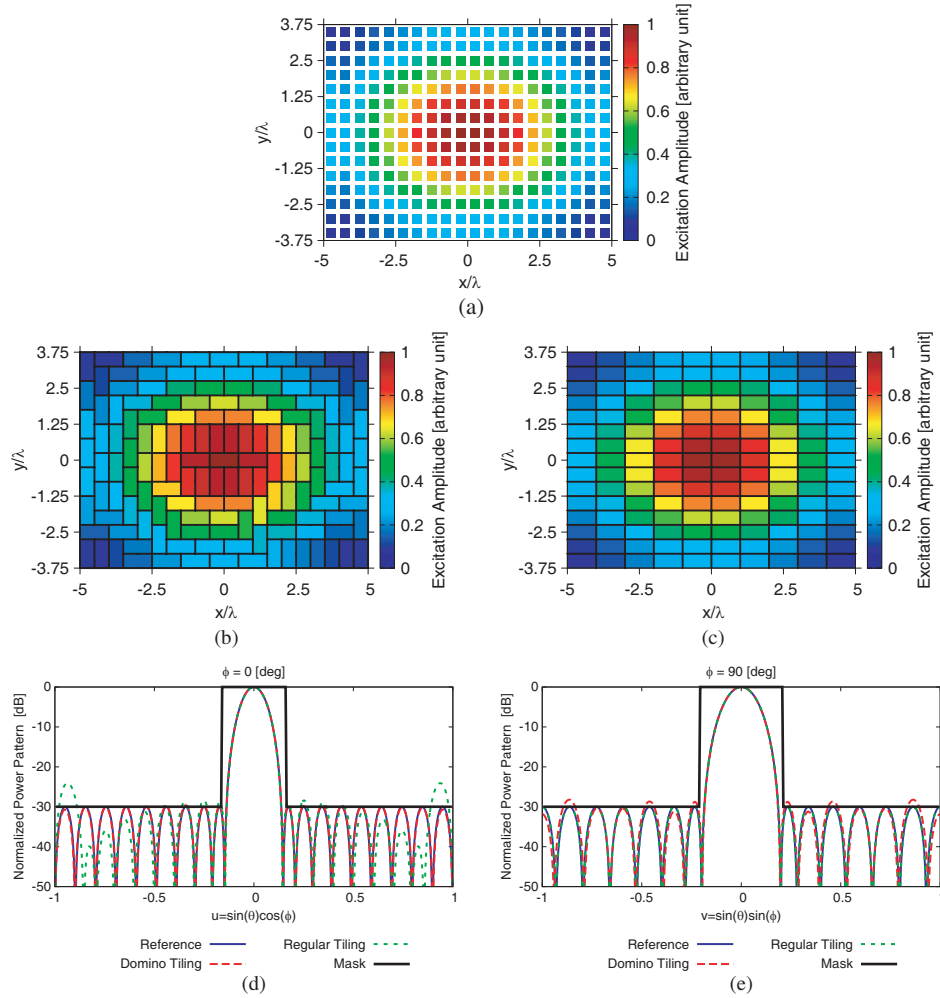 3.75
2.5
1.25
0
-1.25
-2.5
-3.75
y/λ
-5 -2.5 0 2.5 5
x/λ
1
0.8
0.6
0.4
0.2
0
Excitation Amplitude [arbitrary unit]
(a)
3.75
2.5
1.25
0
-1.25
-2.5
-3.75
y/λ
-5 -2.5 0 2.5 5
x/λ
1
0.8
0.6
0.4
0.2
0
Excitation Amplitude [arbitrary unit]
(b)
3.75
2.5
1.25
0
-1.25
-2.5
-3.75
y/λ
-5 -2.5 0 2.5 5
x/λ
1
0.8
0.6
0.4
0.2
0
Excitation Amplitude [arbitrary unit]
(c)
ϕ = 0 [deg]
0
-10
-20
-30
-40
-50
Normalized Power Pattern [dB]
-1 -0.5 0 0.5 1
u=sin(θ)cos(ϕ)
Reference Regular Tiling
Domino Tiling Mask
(d)
ϕ = 90 [deg]
0
-10
-20
-30
-40
-50
Normalized Power Pattern [dB]
-1 -0.5 0 0.5 1
v=sin(θ)sin(ϕ)
Reference Regular Tiling
Domino Tiling Mask
(e)